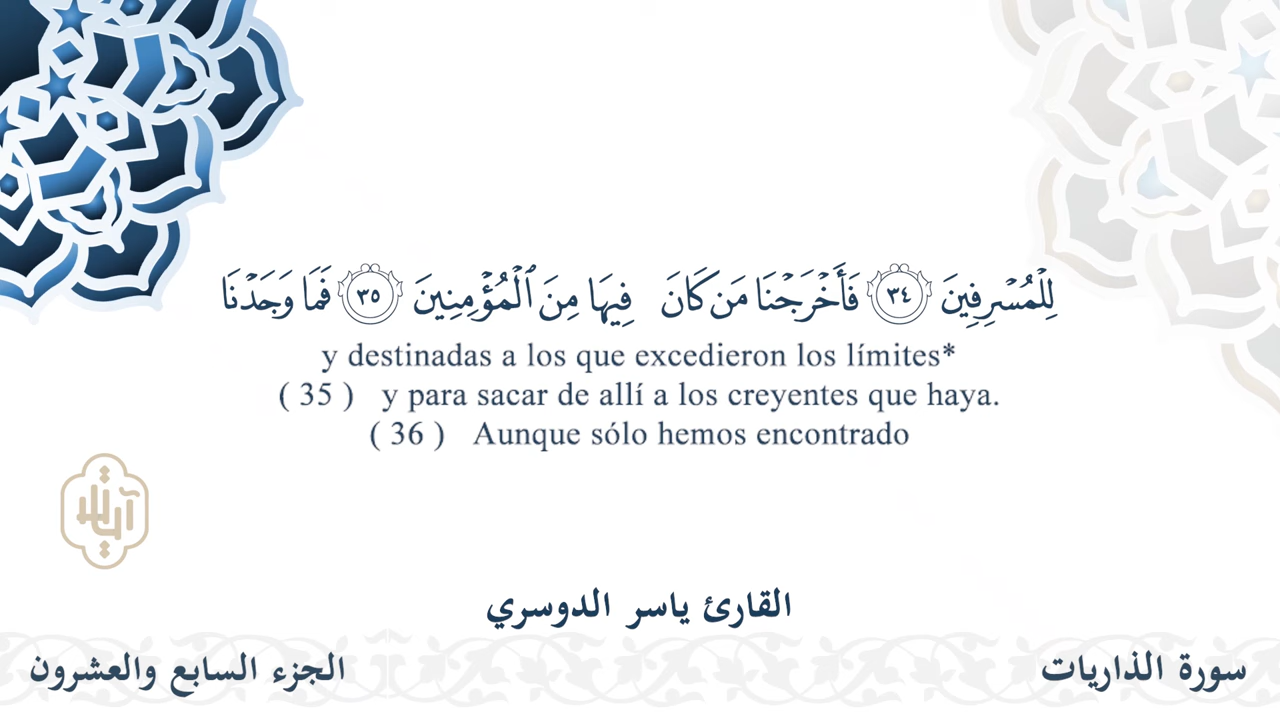 لِلْمُسْرِفِينَ ٣٤ فَأَخْرَجْنَا مَن كَانَ فِيهَا مِنَ ٱلْمُؤْمِنِينَ ٣٥ فَمَا وَجَدْنَا
y destinadas a los que excedieron los límites*
( 35 ) y para sacar de allí a los creyentes que haya.
( 36 ) Aunque sólo hemos encontrado
القارئ ياسر الدوسري
سورة الذاريات
الجزء السابع والعشرون